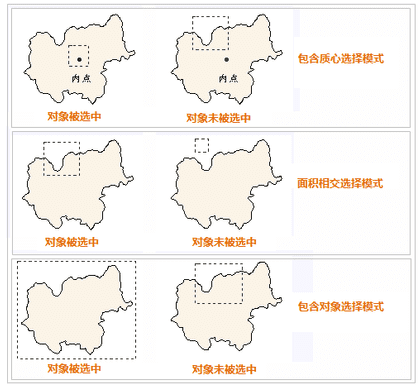 内点
内点
包含质心选择模式
对象被选中
对象未被选中
面积相交选择模式
对象被选中
对象未被选中
包含对象选择模式
对象被选中
对象未被选中